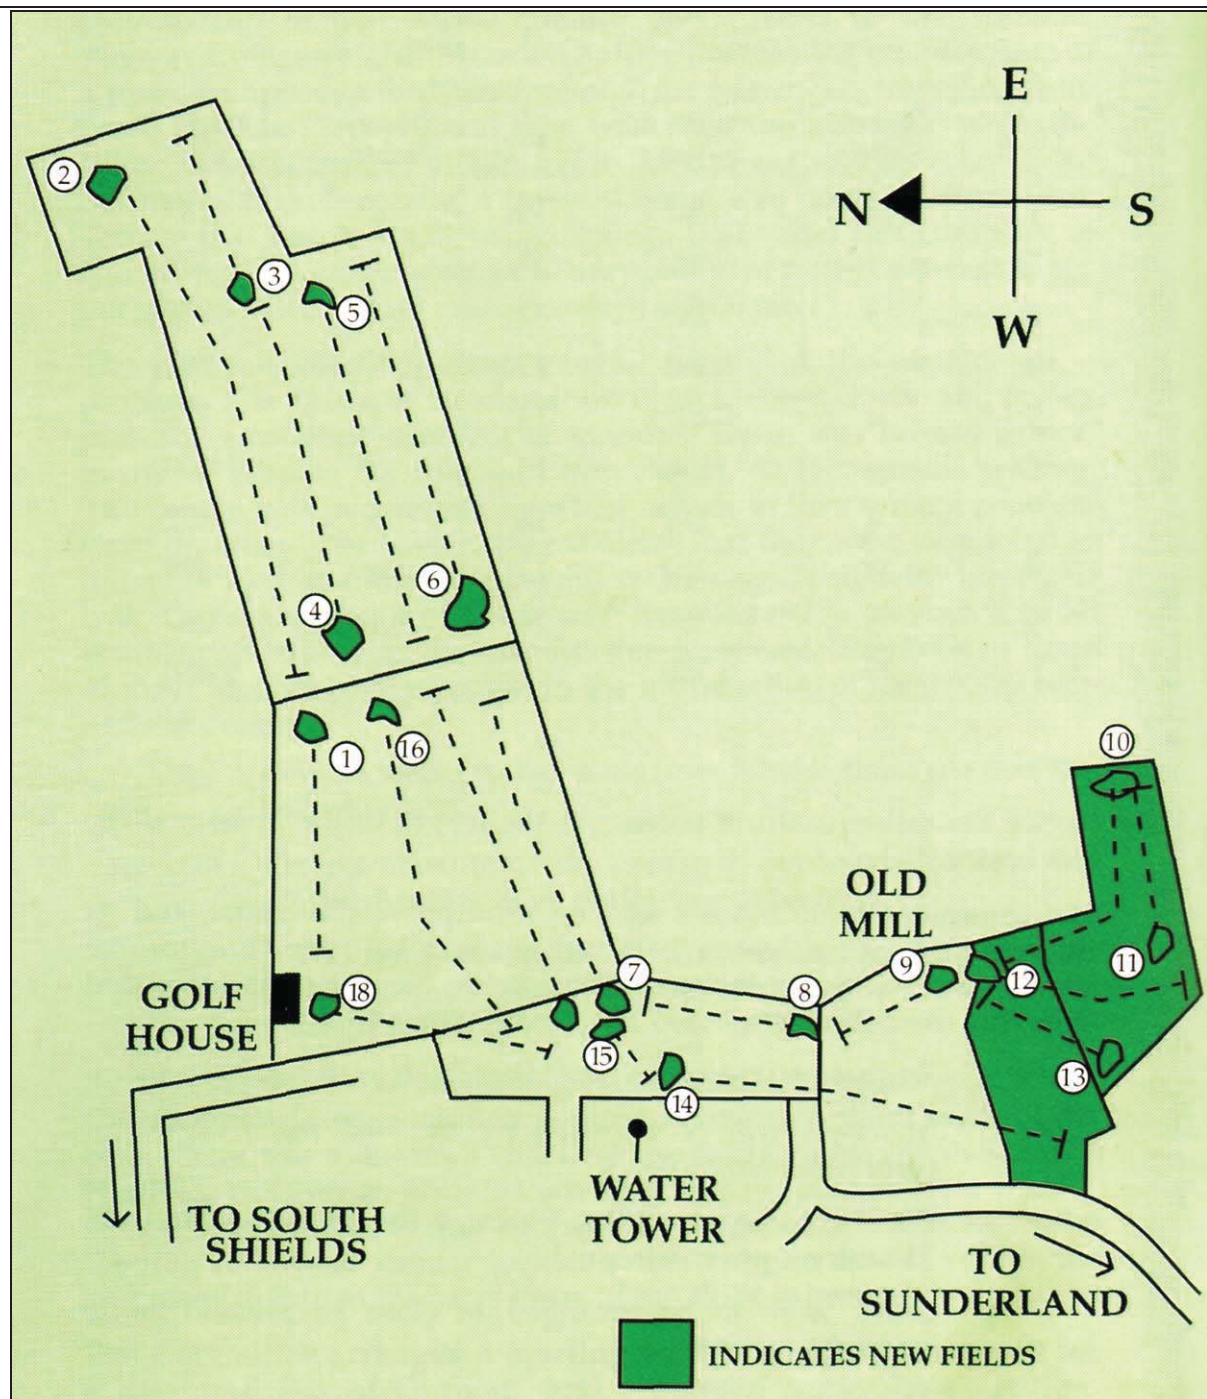 E
N
S
W
2
3
5
6
4
1
16
10
OLD
MILL
9
11
12
7
8
18
GOLF
HOUSE
15
13
14
WATER
TOWER
TO SOUTH
SHIELDS
TO
SUNDERLAND
INDICATES NEW FIELDS